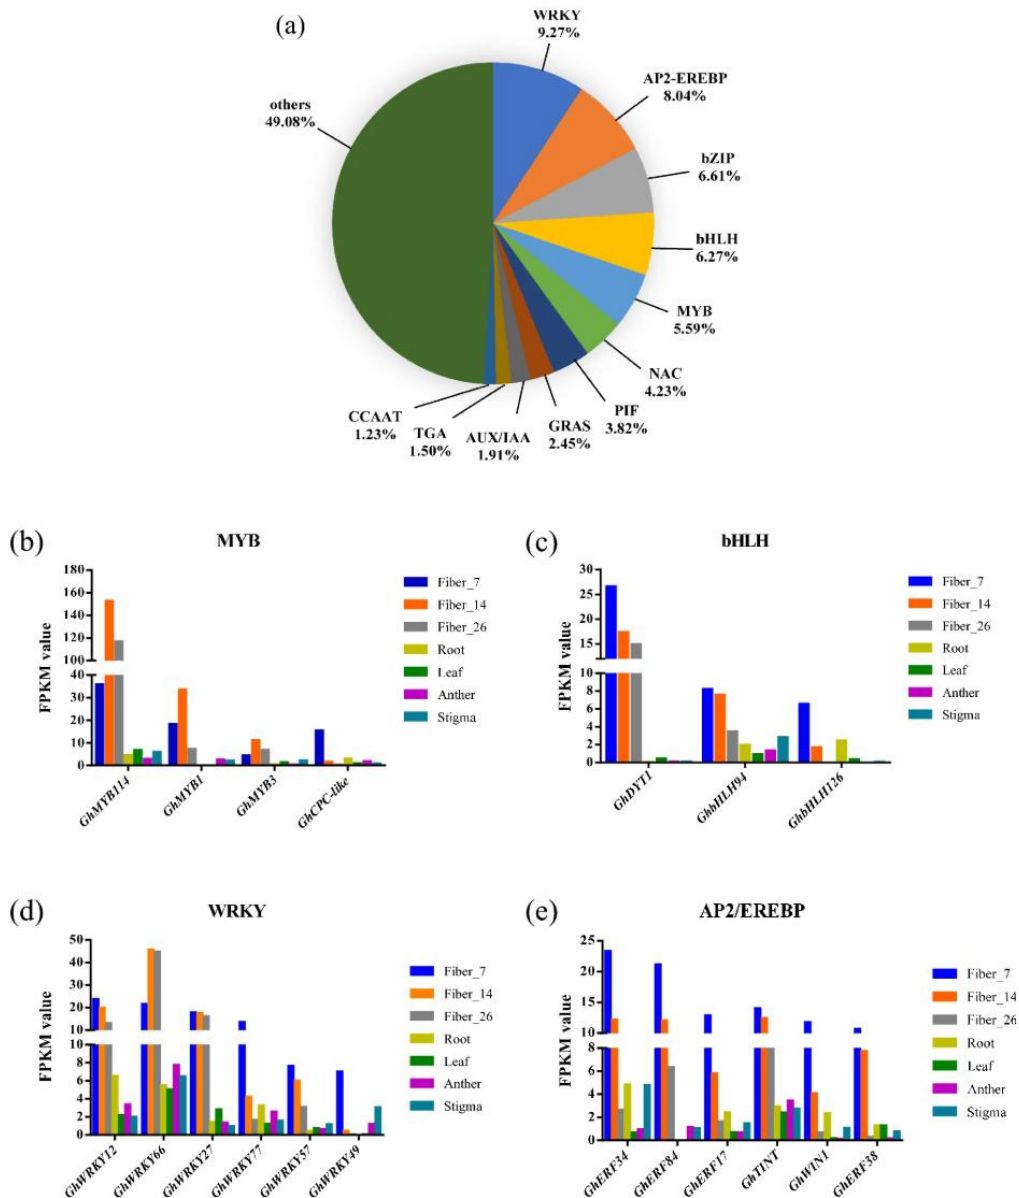 (a)
WRKY
9.27%
AP2-EREBP
8.04%
bZIP
6.61%
bHLH
6.27%
MYB
5.59%
NAC
4.23%
PIF
3.82%
GRAS
2.45%
AUX/IAA
1.91%
TGA
1.50%
CCAAT
1.23%
others
49.08%
(b)
MYB
FPKM value
180
160
140
120
100
40
30
20
10
0
GhMYB114
GhMYB1
GhMYB3
GhCPC-like
Fiber_7
Fiber_14
Fiber_26
Root
Leaf
Anther
Stigma
(c)
bHLH
FPKM value
30
25
20
15
10
8
6
4
2
0
GhDYT1
GhbHLH94
GhbHLH126
Fiber_7
Fiber_14
Fiber_26
Root
Leaf
Anther
Stigma
(d)
WRKY
FPKM value
50
40
30
20
10
10
8
6
4
2
0
GhWRKY12
GhWRKY66
GhWRKY27
GhWRKY77
GhWRKY57
GhWRKY49
Fiber_7
Fiber_14
Fiber_26
Root
Leaf
Anther
Stigma
(e)
AP2/EREBP
FPKM value
25
20
15
10
8
6
4
2
0
GhERF34
GhERF84
GhERF17
GhTINT
GhWIN1
GhERF38
Fiber_7
Fiber_14
Fiber_26
Root
Leaf
Anther
Stigma